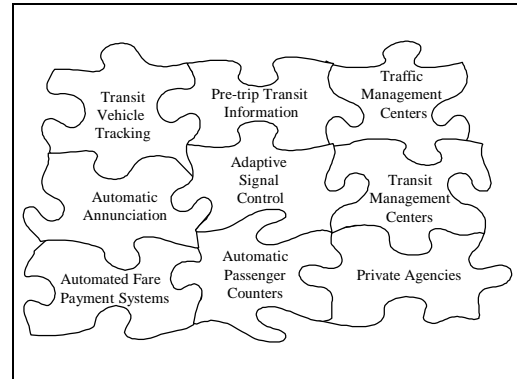 Transit
Vehicle
Tracking
Pre-trip Transit
Information
Traffic
Management
Centers
Automatic
Annunciation
Adaptive
Signal
Control
Transit
Management
Centers
Automated Fare
Payment Systems
Automatic
Passenger
Counters
Private Agencies